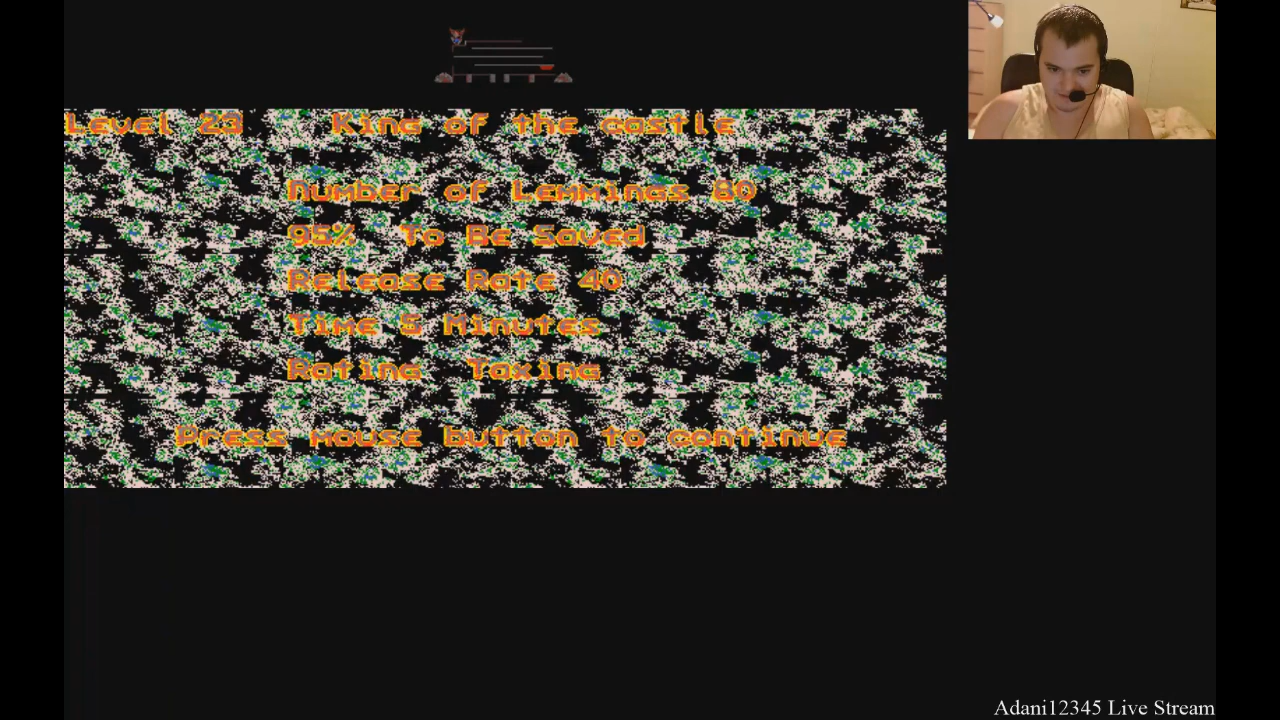 Level 23 King of the castle
Number of Lemmings 80
95% To Be Saved
Release Rate 40
Time 5 Minutes
Rating Taxing
Press mouse button to continue
Adani12345 Live Stream